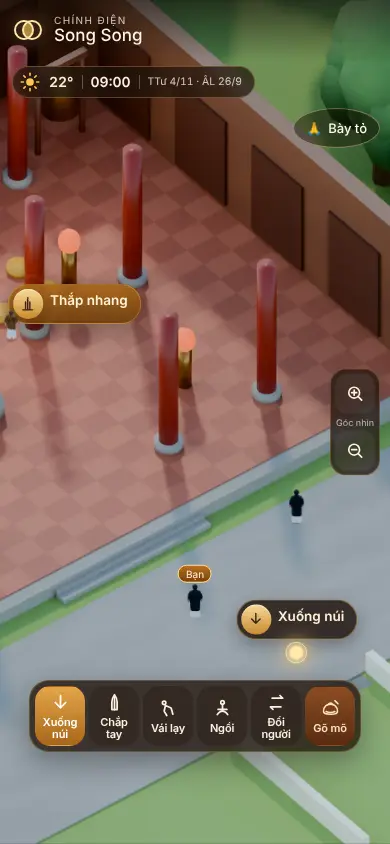 CHÍNH ĐIỆN
Song Song
22° 09:00 TTư 4/11 · ÂL 26/9
Bày tỏ
Thắp nhang
Góc nhìn
Bạn
Xuống núi
Xuống núi
Chắp tay
Vái lạy
Ngồi
Đổi người
Gõ mõ